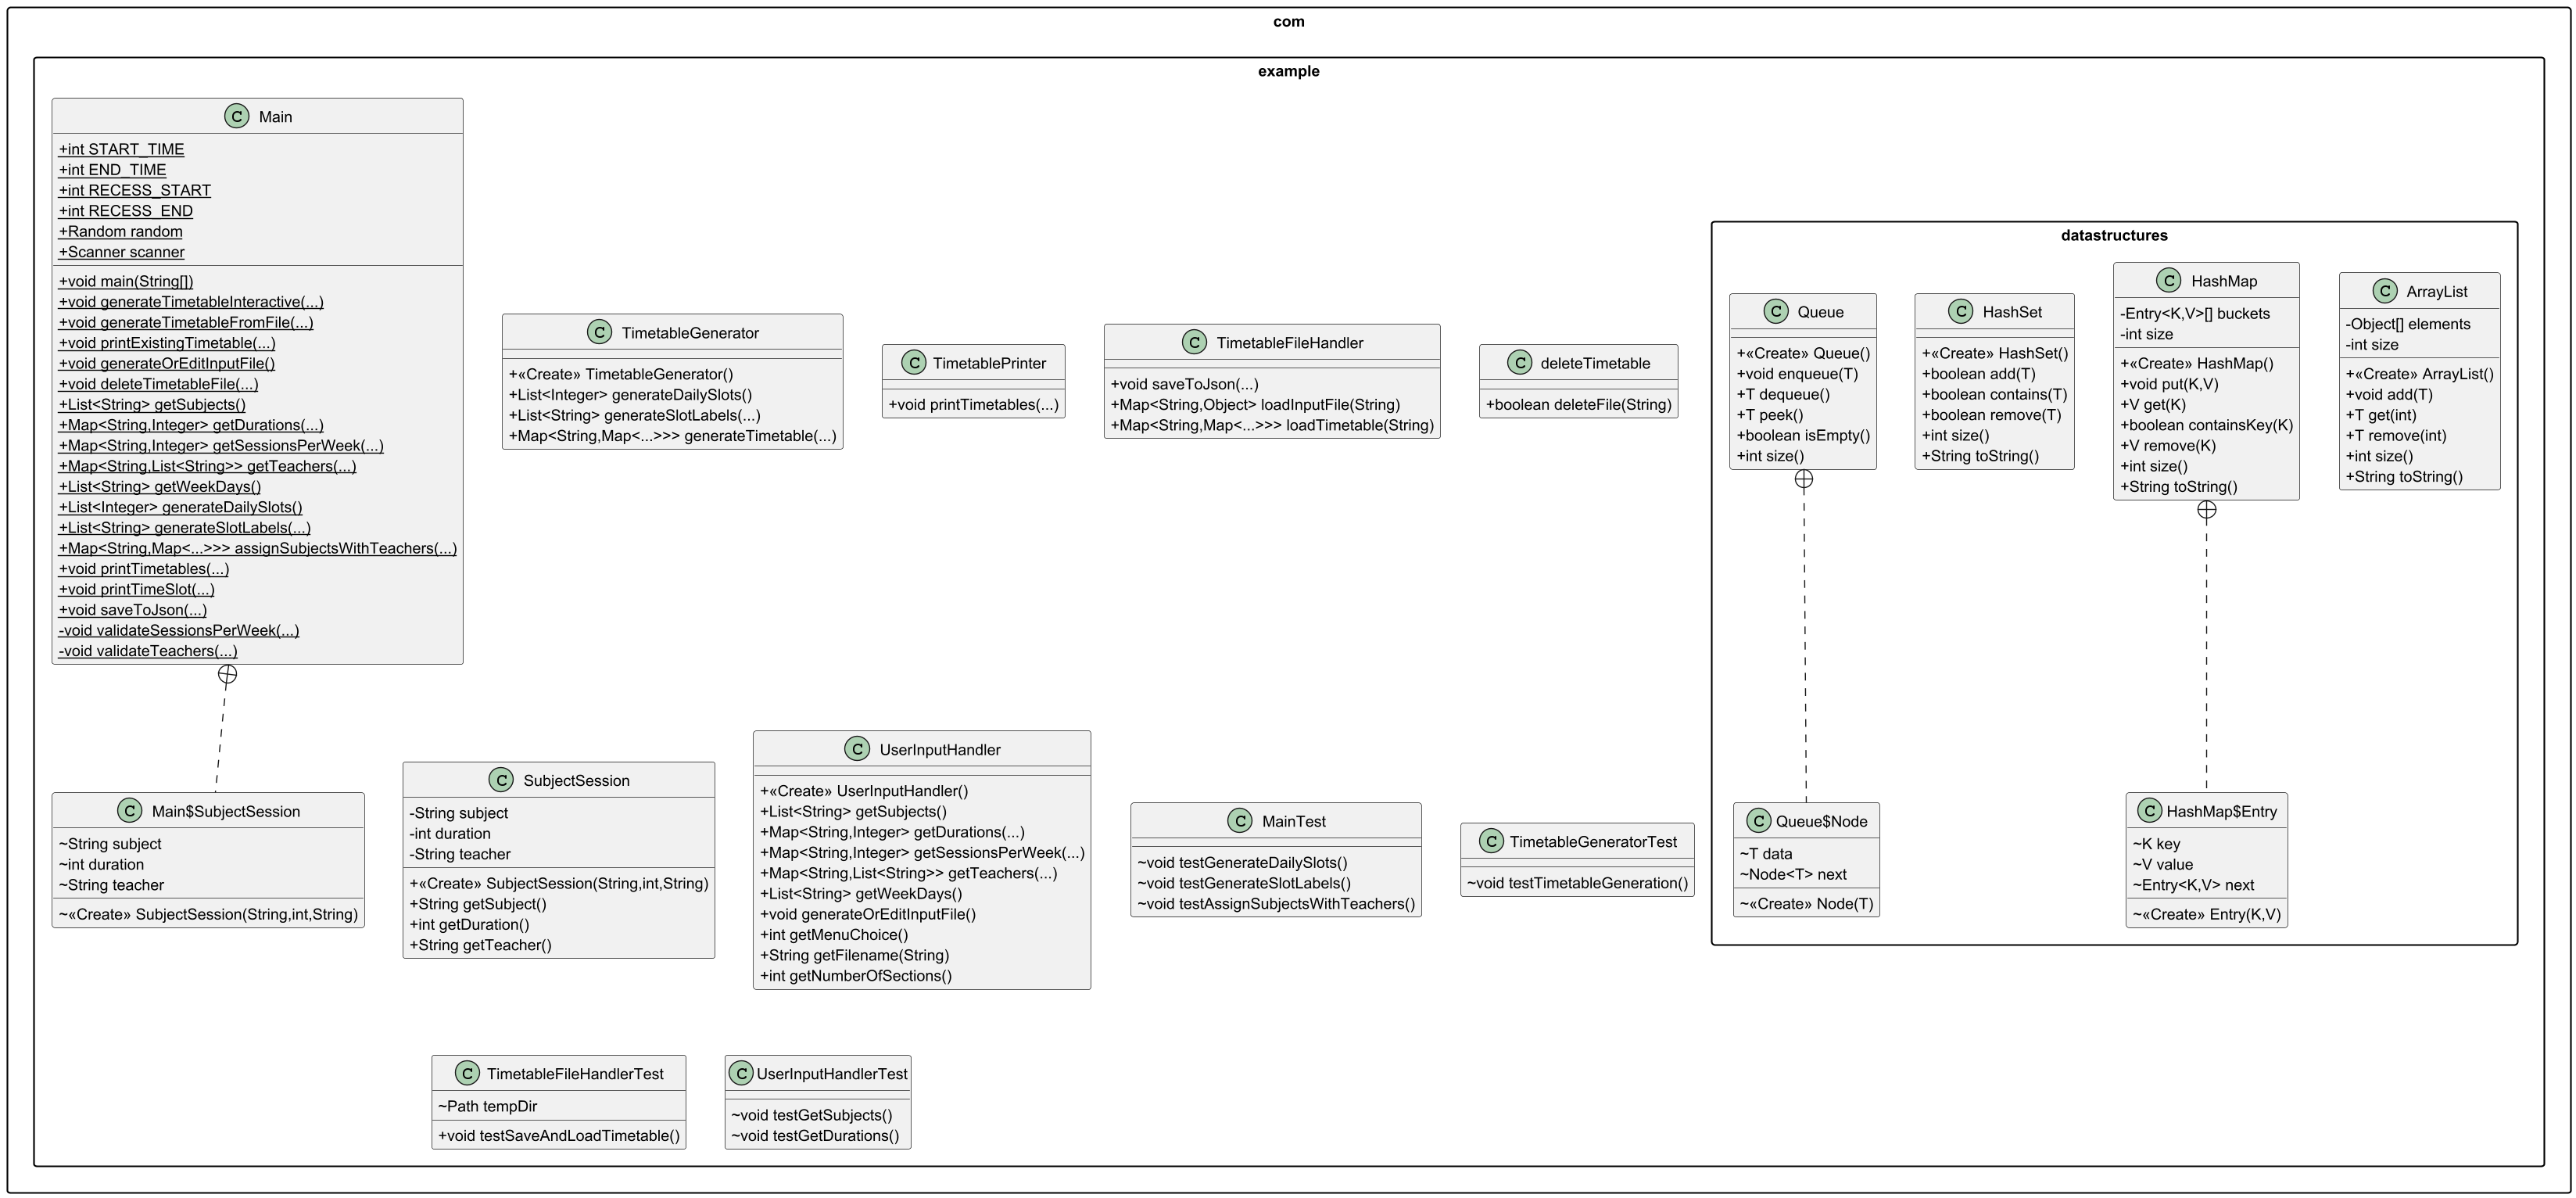 com
example
C Main
+int START_TIME
+int END_TIME
+int RECESS_START
+int RECESS_END
+Random random
+Scanner scanner
+void main(String[])
+void generateTimetableInteractive(...)
+void generateTimetableFromFile(...)
+void printExistingTimetable(...)
+void generateOrEditInputFile()
+void deleteTimetableFile(...)
+List<String> getSubjects()
+Map<String,Integer> getDurations(...)
+Map<String,Integer> getSessionsPerWeek(...)
+Map<String,List<String>> getTeachers(...)
+List<String> getWeekDays()
+List<Integer> generateDailySlots()
+List<String> generateSlotLabels(...)
+Map<String,Map<...>>> assignSubjectsWithTeachers(...)
+void printTimetables(...)
+void printTimeSlot(...)
+void saveToJson(...)
-void validateSessionsPerWeek(...)
-void validateTeachers(...)
C TimetableGenerator
+«Create» TimetableGenerator()
+List<Integer> generateDailySlots()
+List<String> generateSlotLabels(...)
+Map<String,Map<...>>> generateTimetable(...)
C TimetablePrinter
+void printTimetables(...)
C TimetableFileHandler
+void saveToJson(...)
+Map<String,Object> loadInputFile(String)
+Map<String,Map<...>>> loadTimetable(String)
C deleteTimetable
+boolean deleteFile(String)
datastructures
C Queue
+«Create» Queue()
+void enqueue(T)
+T dequeue()
+T peek()
+boolean isEmpty()
+int size()
C HashSet
+«Create» HashSet()
+boolean add(T)
+boolean contains(T)
+boolean remove(T)
+int size()
+String toString()
C HashMap
-Entry<K,V>[] buckets
-int size
+«Create» HashMap()
+void put(K,V)
+V get(K)
+boolean containsKey(K)
+V remove(K)
+int size()
+String toString()
C ArrayList
-Object[] elements
-int size
+«Create» ArrayList()
+void add(T)
+T get(int)
+T remove(int)
+int size()
+String toString()
C Main$SubjectSession
~String subject
~int duration
~String teacher
~«Create» SubjectSession(String,int,String)
C SubjectSession
-String subject
-int duration
-String teacher
+«Create» SubjectSession(String,int,String)
+String getSubject()
+int getDuration()
+String getTeacher()
C UserInputHandler
+«Create» UserInputHandler()
+List<String> getSubjects()
+Map<String,Integer> getDurations(...)
+Map<String,Integer> getSessionsPerWeek(...)
+Map<String,List<String>> getTeachers(...)
+List<String> getWeekDays()
+void generateOrEditInputFile()
+int getMenuChoice()
+String getFilename(String)
+int getNumberOfSections()
C MainTest
~void testGenerateDailySlots()
~void testGenerateSlotLabels()
~void testAssignSubjectsWithTeachers()
C TimetableGeneratorTest
~void testTimetableGeneration()
C Queue$Node
~T data
~Node<T> next
~«Create» Node(T)
C HashMap$Entry
~K key
~V value
~Entry<K,V> next
~«Create» Entry(K,V)
C TimetableFileHandlerTest
~Path tempDir
+void testSaveAndLoadTimetable()
C UserInputHandlerTest
~void testGetSubjects()
~void testGetDurations()